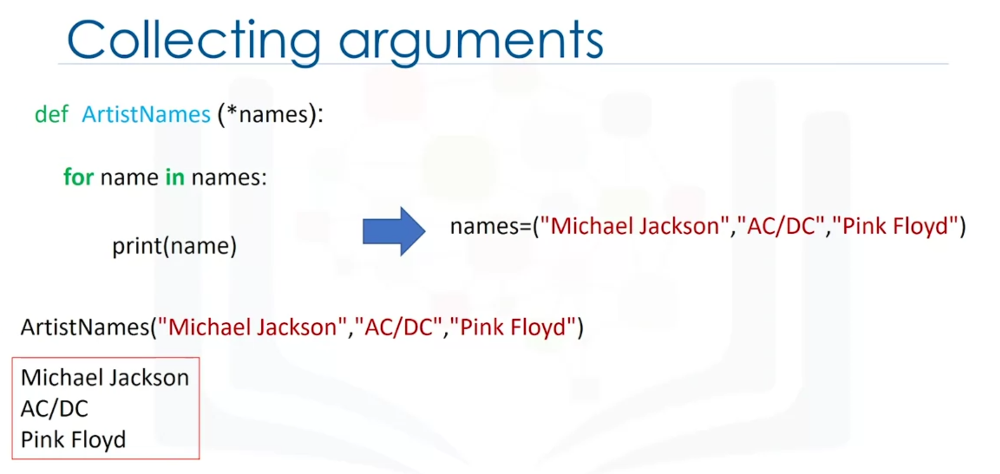 Collecting arguments
def ArtistNames (*names):
for name in names:
print(name)
names=("Michael Jackson","AC/DC","Pink Floyd")
ArtistNames("Michael Jackson","AC/DC","Pink Floyd")
Michael Jackson
AC/DC
Pink Floyd